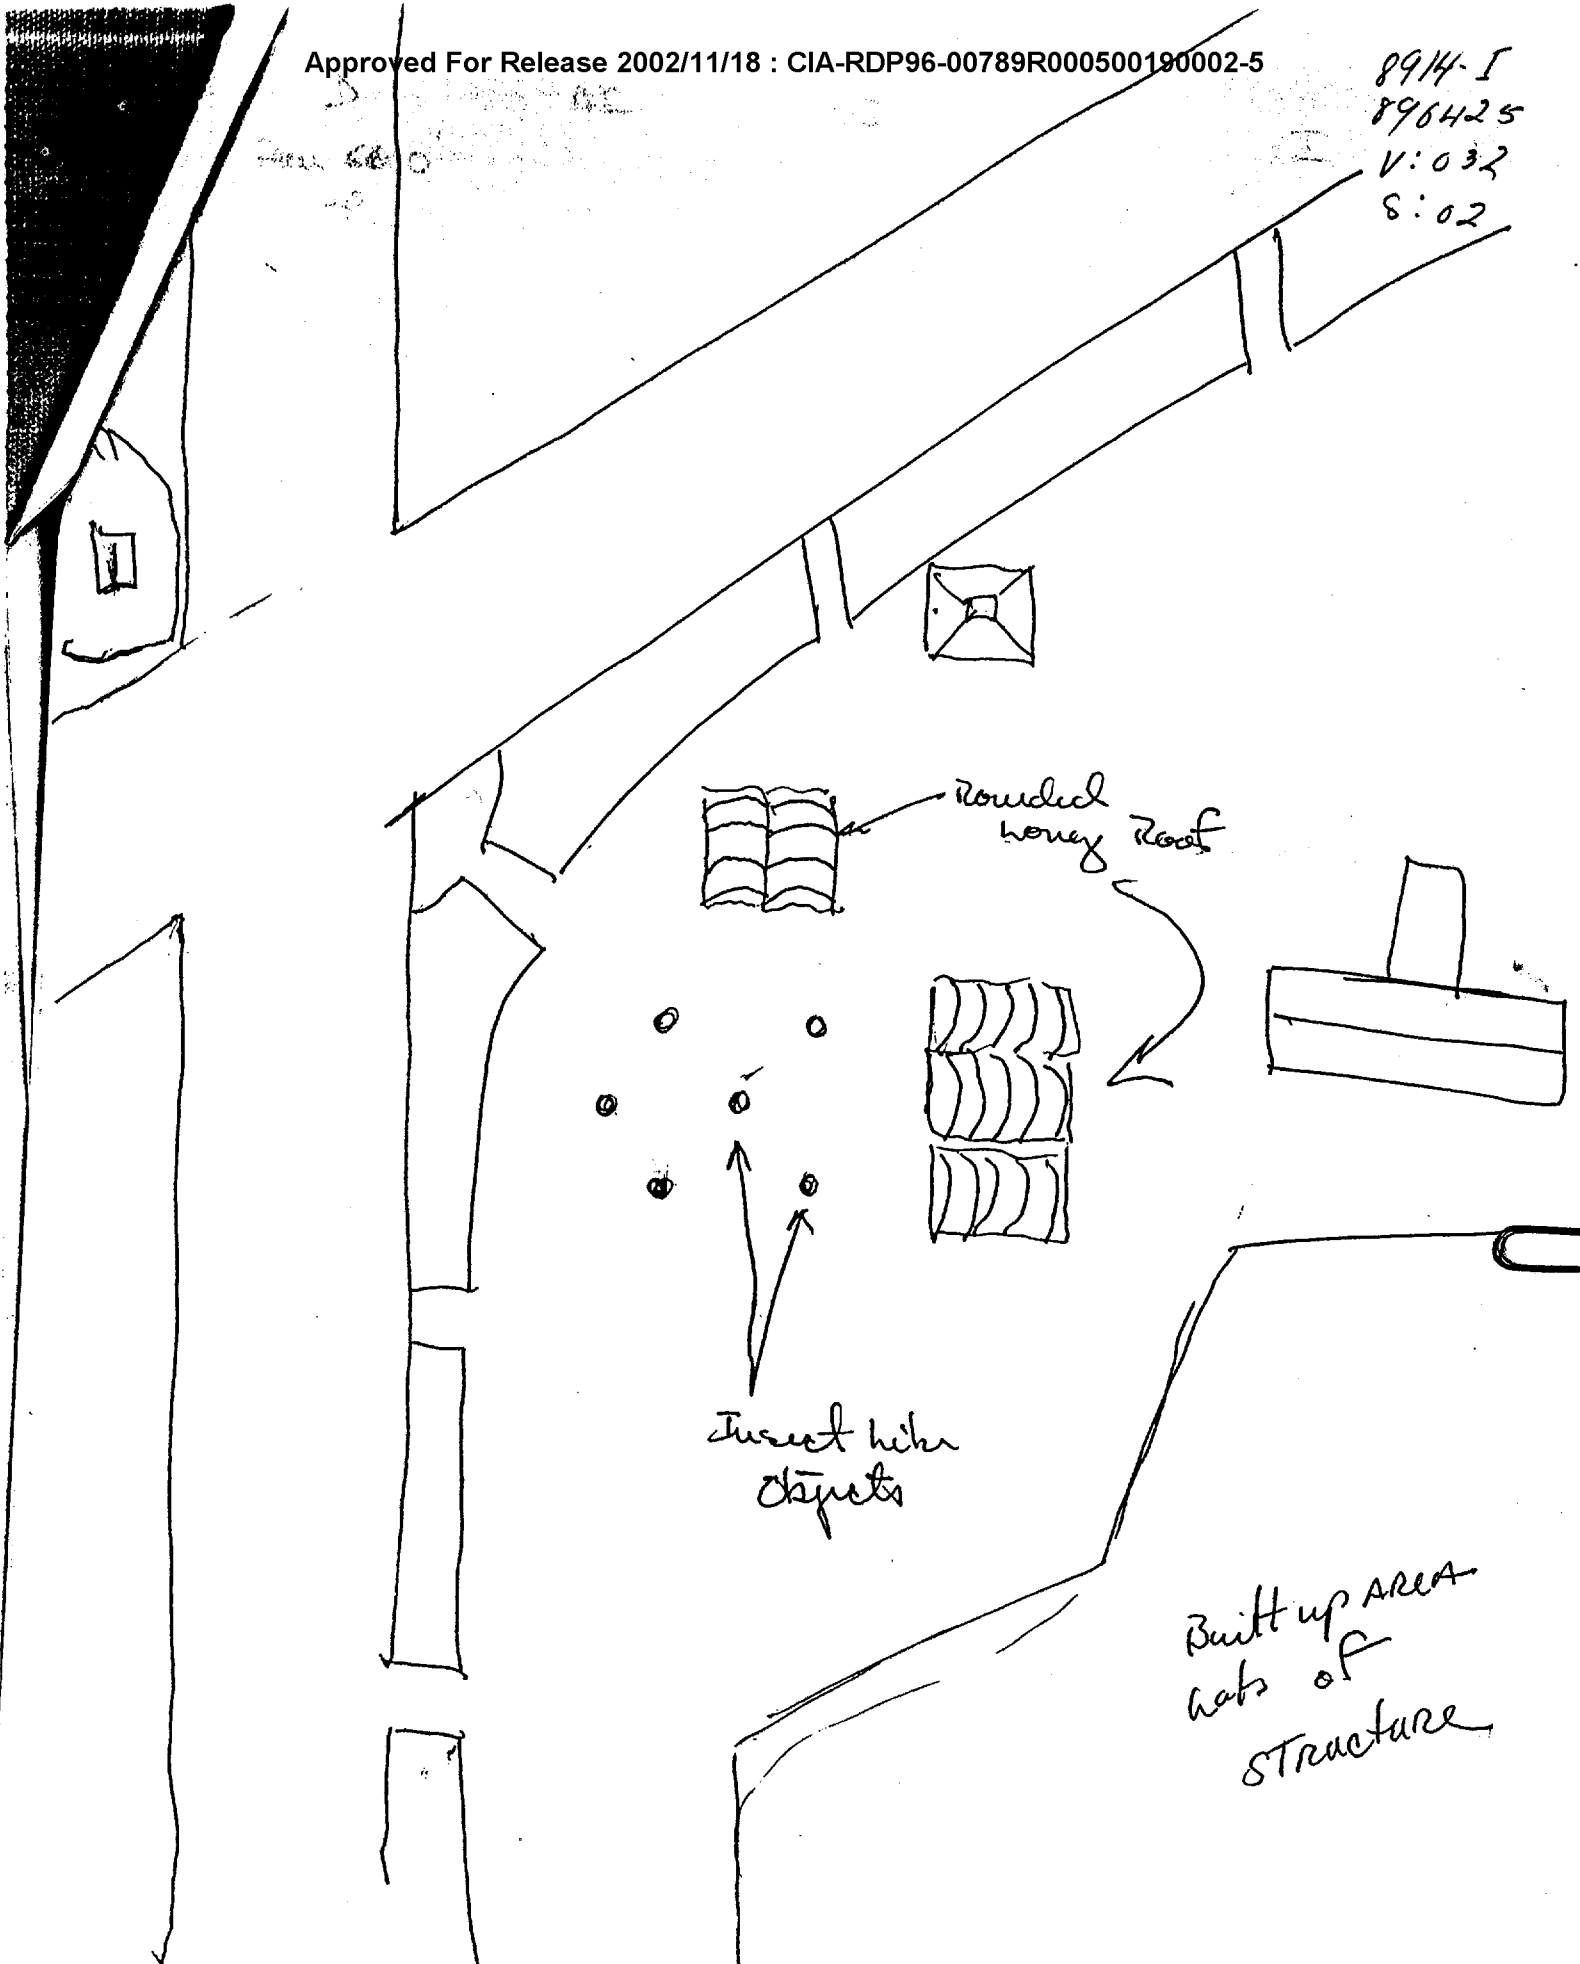 Approved For Release 2002/11/18 : CIA-RDP96-00789R000500190002-5
8914-I
896425
V: 032
S: 02
Rounded
Roof
Insect Like
Objects
Built up AREA
Lots of
STRUCTURE